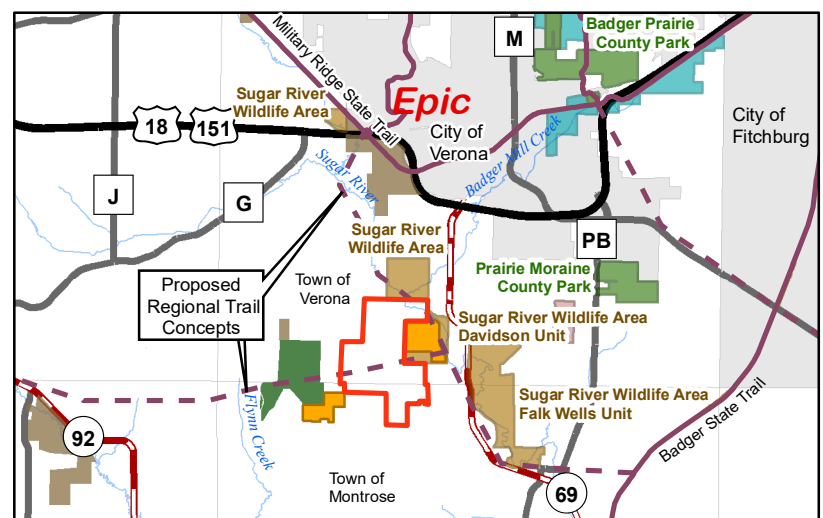 M
Badger Prairie
County Park
Military Ridge State Trail
Sugar River
Wildlife Area
Epic
City of
Verona
City of
Fitchburg
18
151
Badger Mill Creek
Sugar River
J
G
Sugar River
Wildlife Area
PB
Proposed
Regional Trail
Concepts
Town of
Verona
Prairie Moraine
County Park
Sugar River Wildlife Area
Davidson Unit
Sugar River Wildlife Area
Falk Wells Unit
Badger State Trail
Flynn Creek
92
Town of
Montrose
69